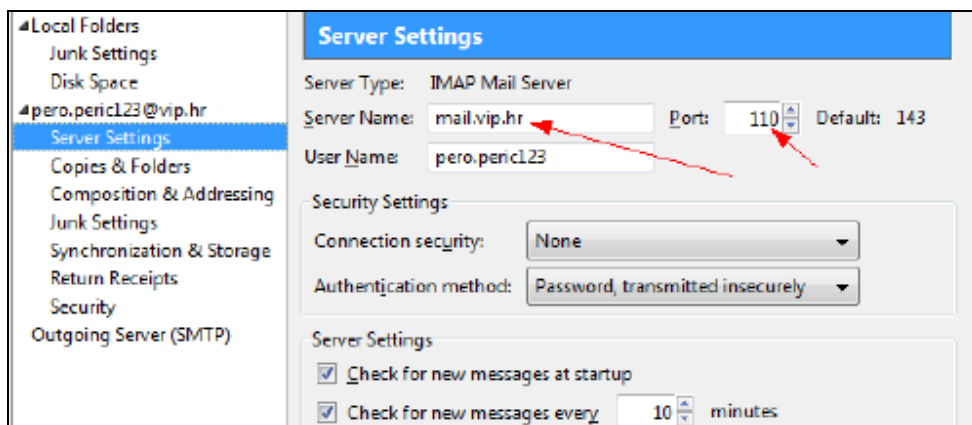 Local Folders
Junk Settings
Disk Space
pero.peric123@vip.hr
Server Settings
Copies & Folders
Composition & Addressing
Junk Settings
Synchronization & Storage
Return Receipts
Security
Outgoing Server (SMTP)
Server Settings
Server Type: IMAP Mail Server
Server Name: mail.vip.hr Port: 110 Default: 143
User Name: pero.peric123
Security Settings
Connection security: None
Authentication method: Password, transmitted insecurely
Server Settings
Check for new messages at startup
Check for new messages every 10 minutes